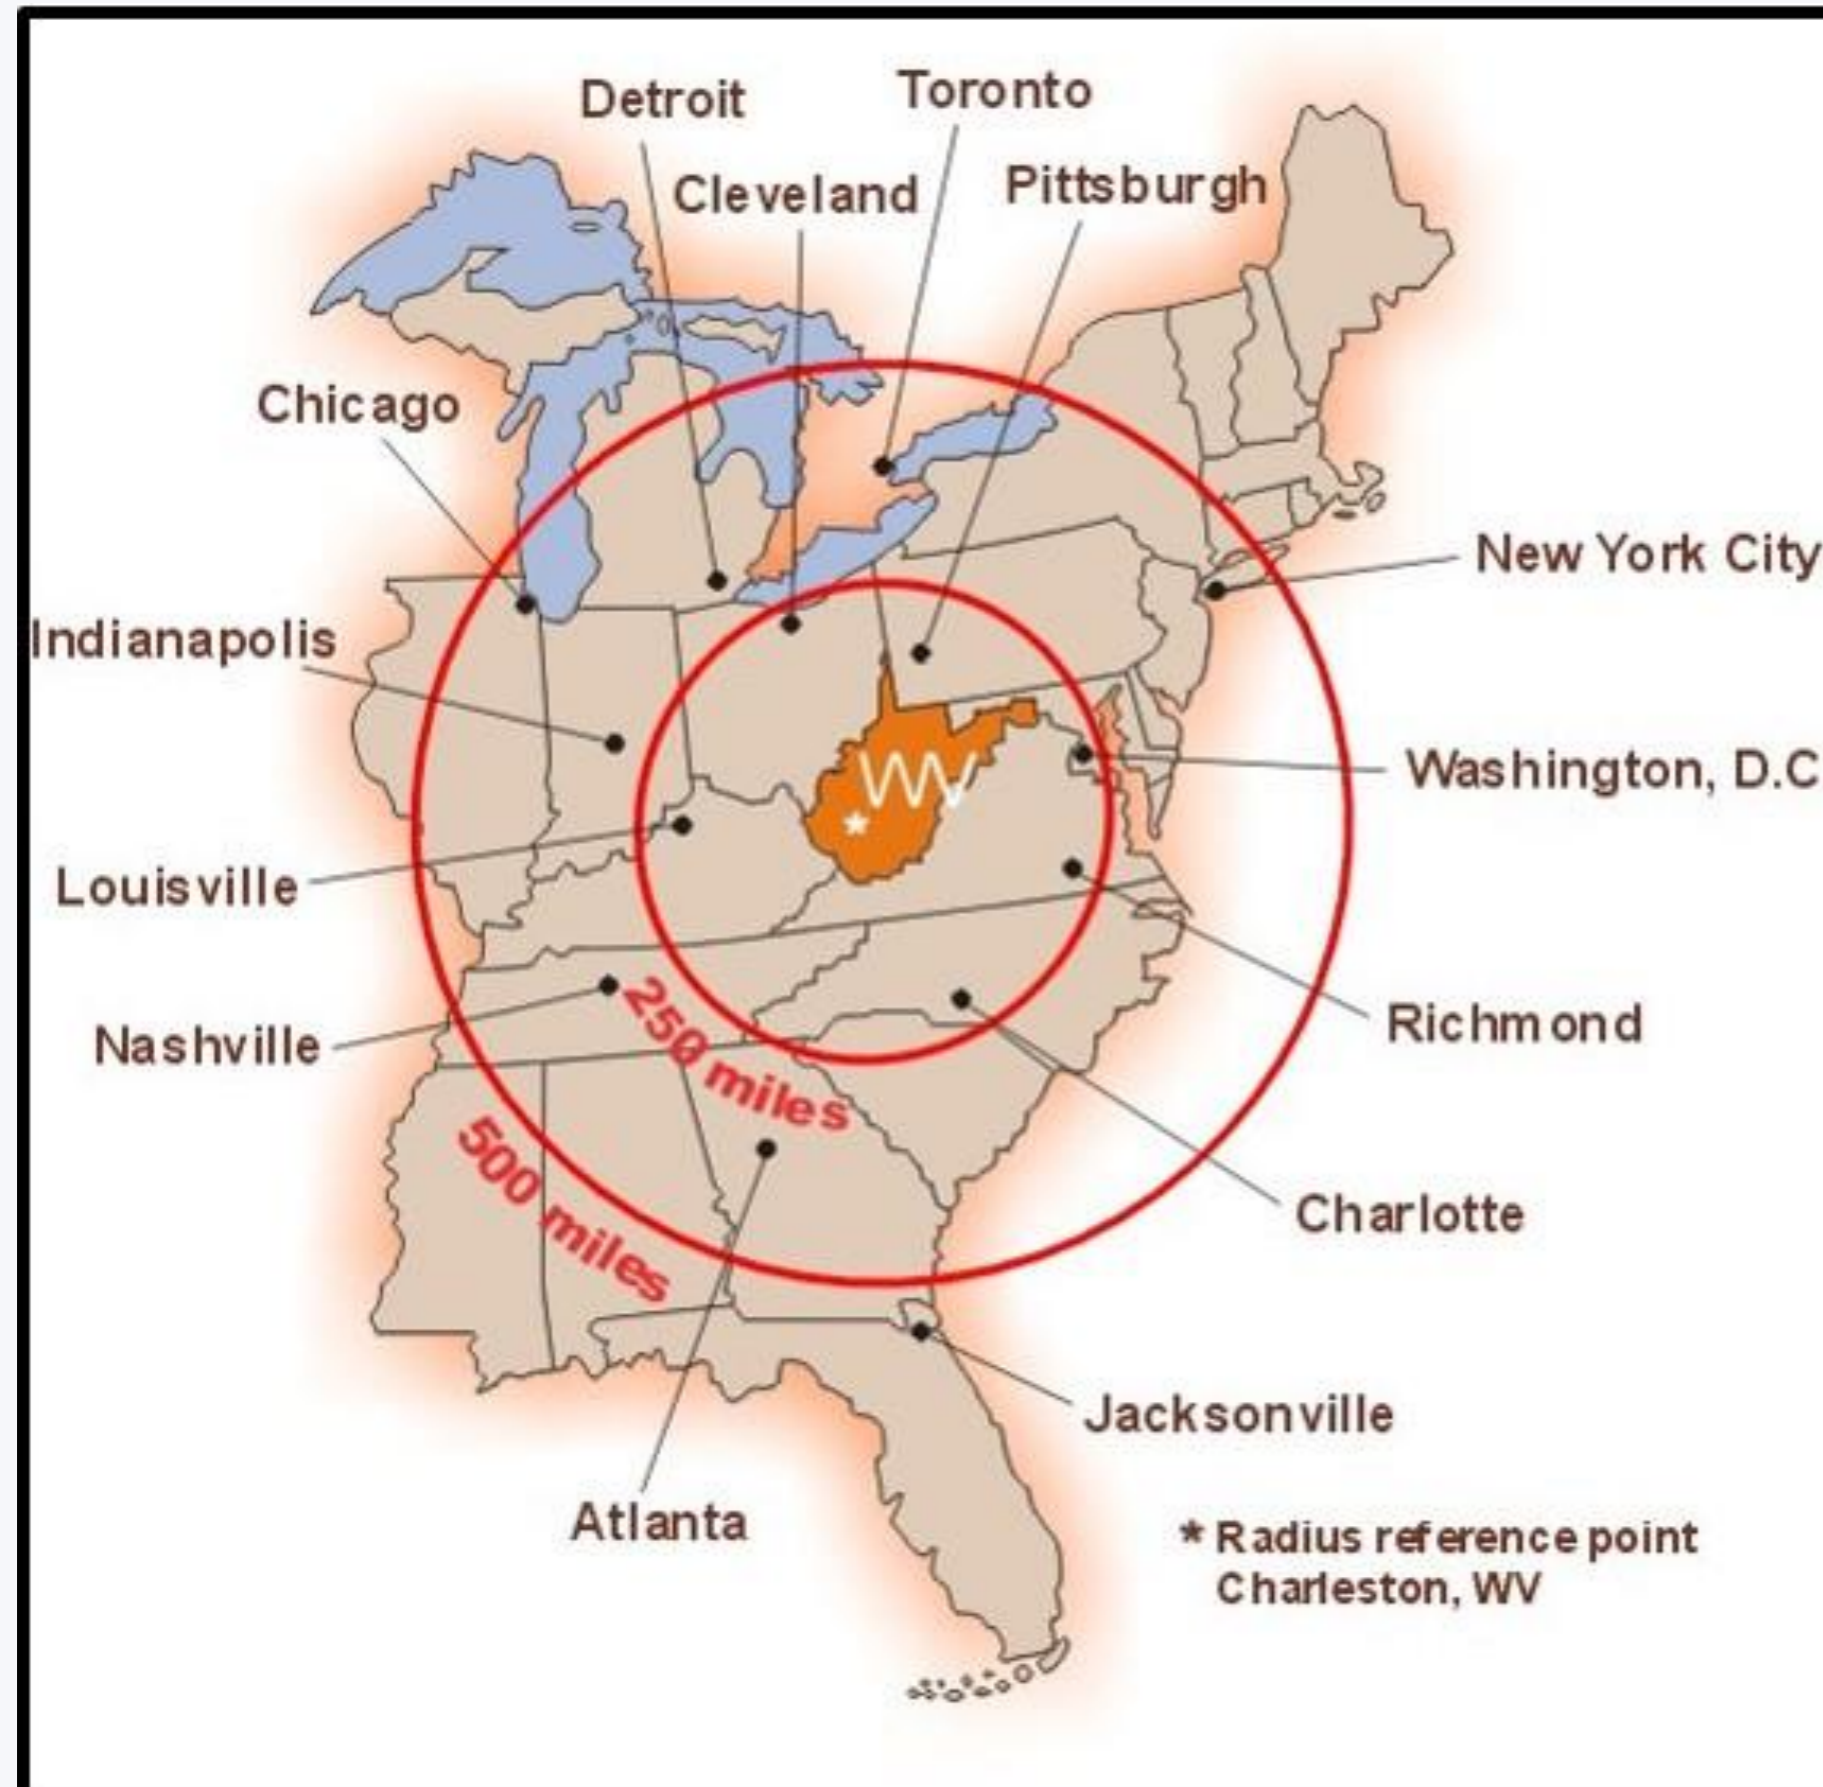 Detroit
Toronto
Cleveland
Pittsburgh
Chicago
New York City
Indianapolis
WV
Washington, D.C
Louisville
Nashville
250 miles
Richmond
500 miles
Charlotte
Jacksonville
Atlanta
* Radius reference point
Charleston, WV